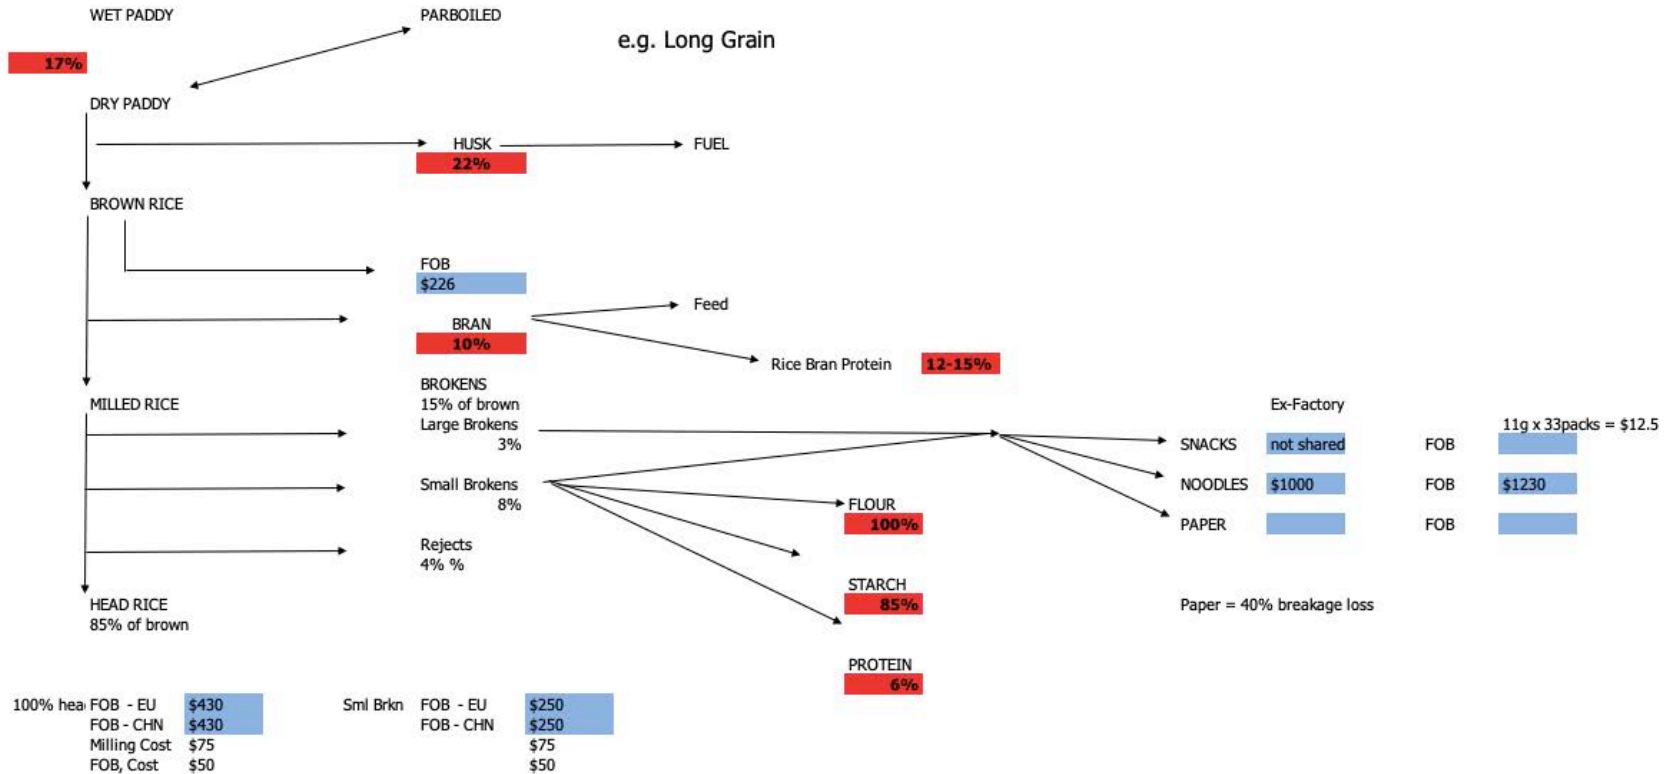 WET PADDY
PARBOILED
e.g. Long Grain
17%
DRY PADDY
HUSK
FUEL
22%
BROWN RICE
FOB
$226
Feed
BRAN
10%
Rice Bran Protein 12-15%
BROKENS
MILLED RICE
15% of brown
Ex-Factory
Large Brokens
11g x 33packs = $12.5
3%
SNACKS not shared FOB
Small Brokens
NOODLES $1000 FOB $1230
8%
FLOUR
100%
PAPER FOB
Rejects
4% %
STARCH
85%
HEAD RICE
Paper = 40% breakage loss
85% of brown
PROTEIN
6%
100% hea FOB - EU $430 Sml Brkn FOB - EU $250
FOB - CHN $430 FOB - CHN $250
Milling Cost $75 $75
FOB, Cost $50 $50